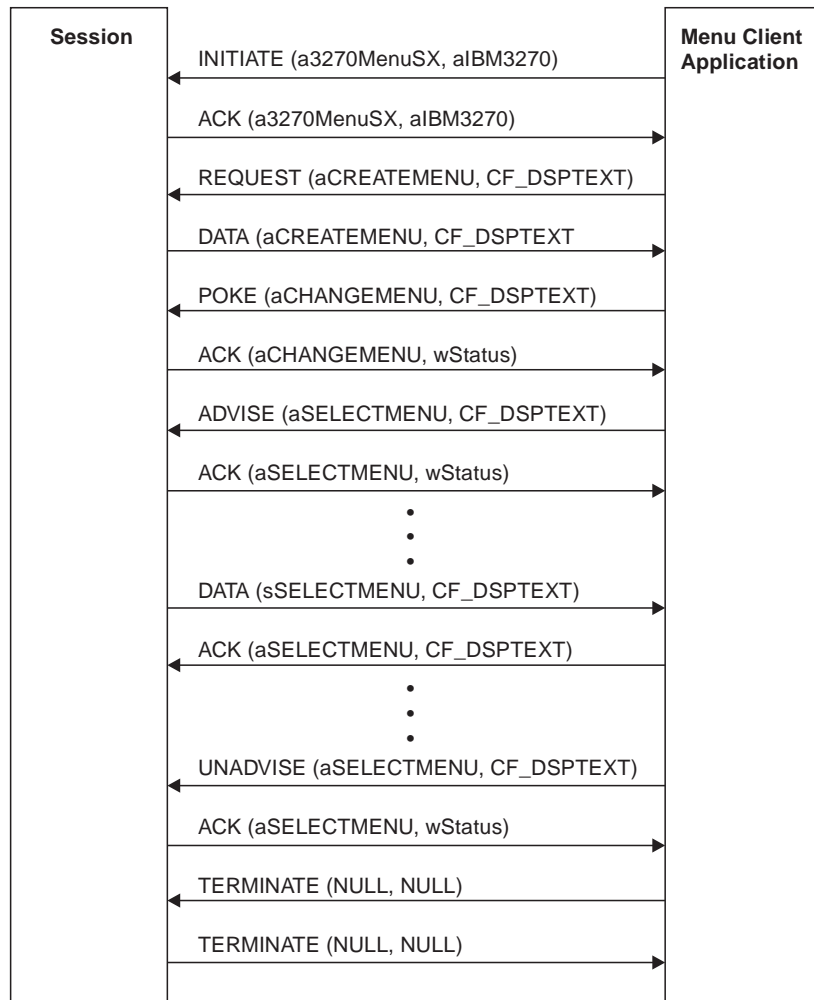 Session
Menu Client
Application
INITIATE (a3270MenuSX, aIBM3270)
ACK (a3270MenuSX, aIBM3270)
REQUEST (aCREATEMENU, CF_DSPTEXT)
DATA (aCREATEMENU, CF_DSPTEXT
POKE (aCHANGEMENU, CF_DSPTEXT)
ACK (aCHANGEMENU, wStatus)
ADVISE (aSELECTMENU, CF_DSPTEXT)
ACK (aSELECTMENU, wStatus)
DATA (sSELECTMENU, CF_DSPTEXT)
ACK (aSELECTMENU, CF_DSPTEXT)
UNADVISE (aSELECTMENU, CF_DSPTEXT)
ACK (aSELECTMENU, wStatus)
TERMINATE (NULL, NULL)
TERMINATE (NULL, NULL)